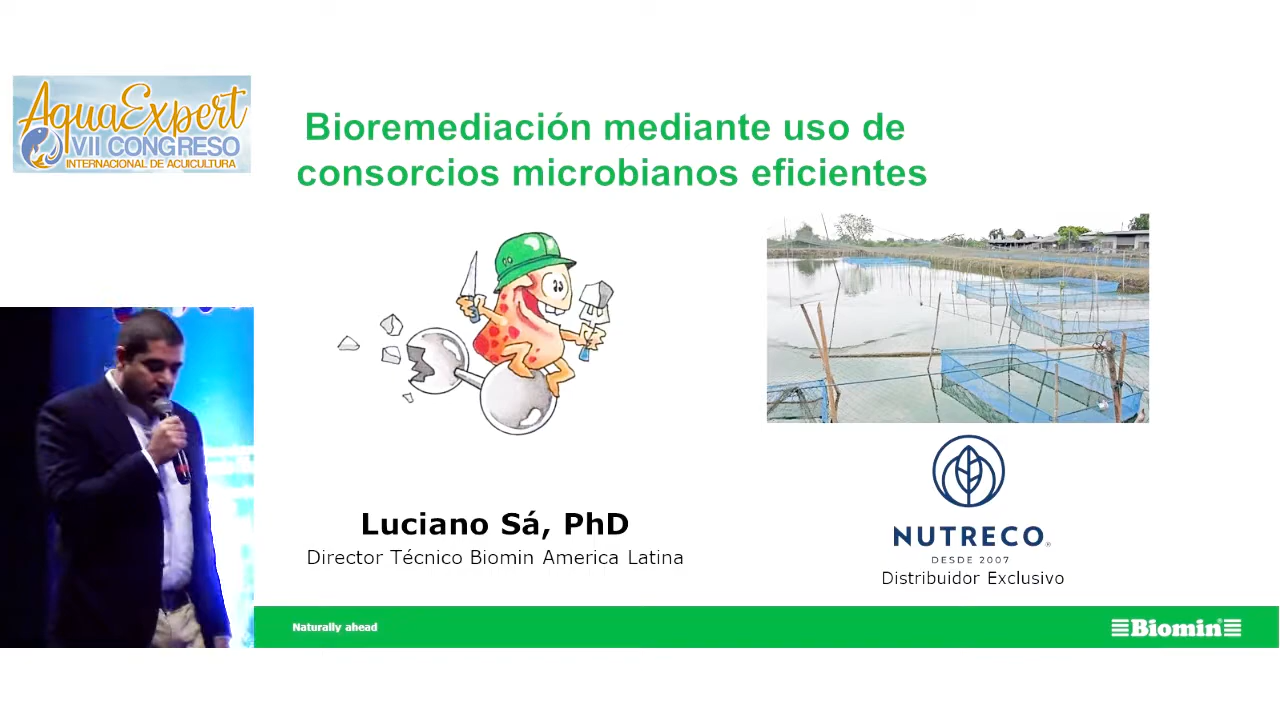 AquaExpert
VII CONGRESO
INTERNACIONAL DE ACUICULTURA
Bioremediación mediante uso de
consorcios microbianos eficientes
Luciano Sá, PhD
Director Técnico Biomin America Latina
NUTRECO®
DESDE 2007
Distribuidor Exclusivo
Naturally ahead
Biomin®